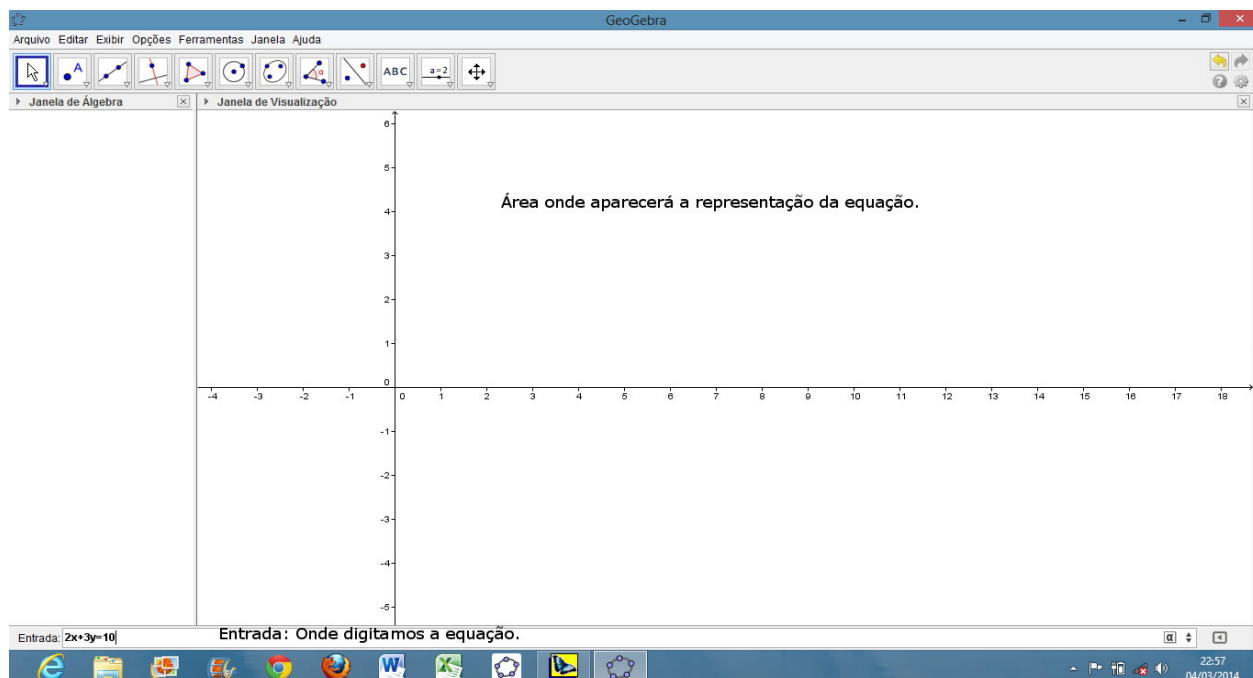 GeoGebra
Arquivo Editar Exibir Opções Ferramentas Janela Ajuda
A
α
ABC
a=2
Janela de Álgebra
Janela de Visualização
6
5
Área onde aparecerá a representação da equação.
4
3
2
1
0
-4 -3 -2 -1 0 1 2 3 4 5 6 7 8 9 10 11 12 13 14 15 16 17 18
-1
-2
-3
-4
-5
Entrada: 2x+3y=10
Entrada: Onde digitamos a equação.
α
22:57
04/03/2014